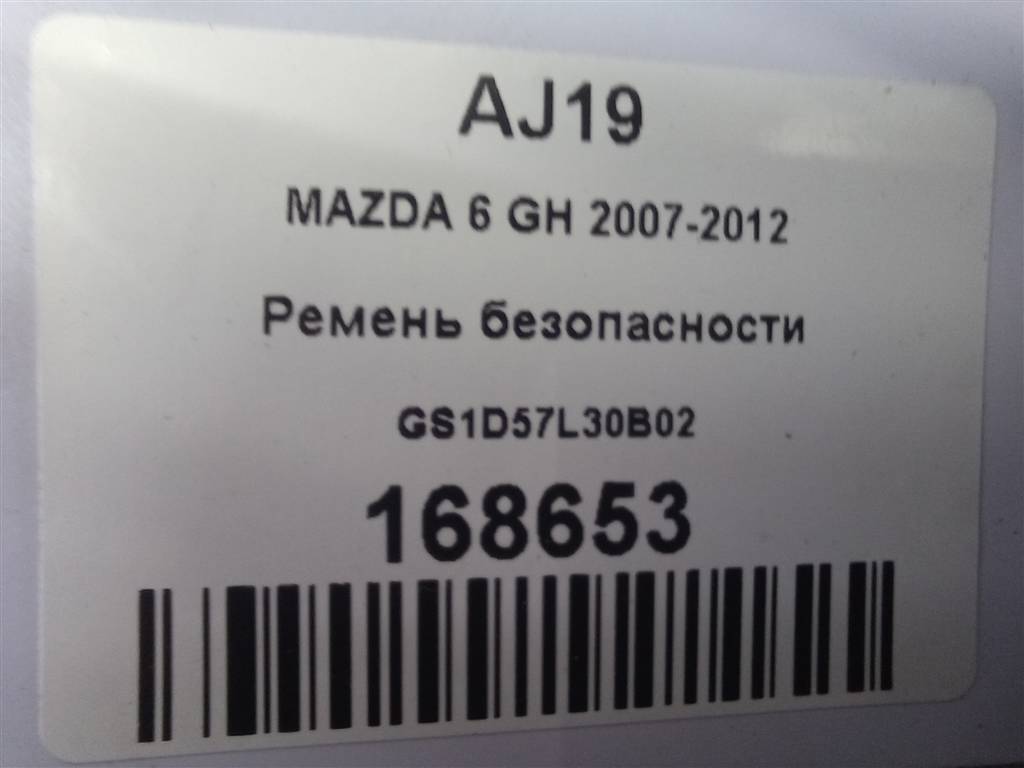 AJ19
MAZDA 6 GH 2007-2012
Ремень безопасности
GS1D57L30B02
168653